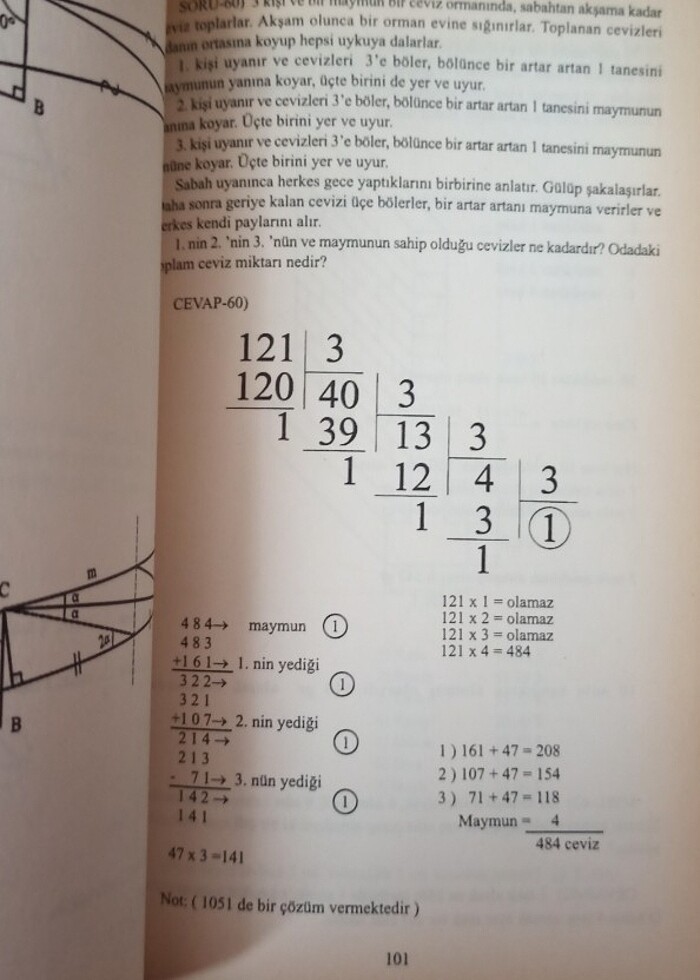 SORU-60) 3 kişi ve bir maymun bir ceviz ormanında, sabahtan akşama kadar
toplarlar. Akşam olunca bir orman evine sığınırlar. Toplanan cevizleri
ortasına koyup hepsi uykuya dalarlar.
1. kişi uyanır ve cevizleri 3'e böler, bölünce bir artar artan 1 tanesini
yanına koyar, üçte birini de yer ve uyur.
2. kişi uyanır ve cevizleri 3'e böler, bölünce bir artar artan 1 tanesini maymunun
koyar. Üçte birini yer ve uyur.
3. kişi uyanır ve cevizleri 3'e böler, bölünce bir artar artan 1 tanesini maymunun
koyar. Üçte birini yer ve uyur.
Sabah uyanınca herkes gece yaptıklarını birbirine anlatır. Gülüp şakalaşırlar.
sonra geriye kalan cevizi üçe bölerler, bir artar artanı maymuna verirler ve
kendi paylarını alır.
1. nin 2. 'nin 3. 'nün ve maymunun sahip olduğu cevizler ne kadardır? Odadaki
ceviz miktarı nedir?
CEVAP-60)
121 3
120 40 3
1 39 13 3
1 12 4 3
1 3 1
1
121 x 1 = olamaz
121 x 2 = olamaz
121 x 3 = olamaz
121 x 4 = 484
484→ maymun 1
483
+161→ 1. nin yediği
322→ 1
321
+107→ 2. nin yediği
214→ 1
213
- 71→ 3. nün yediği
142→ 1
141
47 x 3 =141
1 ) 161 + 47 = 208
2 ) 107 + 47 = 154
3 ) 71 + 47 = 118
Maymun = 4
484 ceviz
Not: ( 1051 de bir çözüm vermektedir )
101
B
C
m
α
α
2α
B